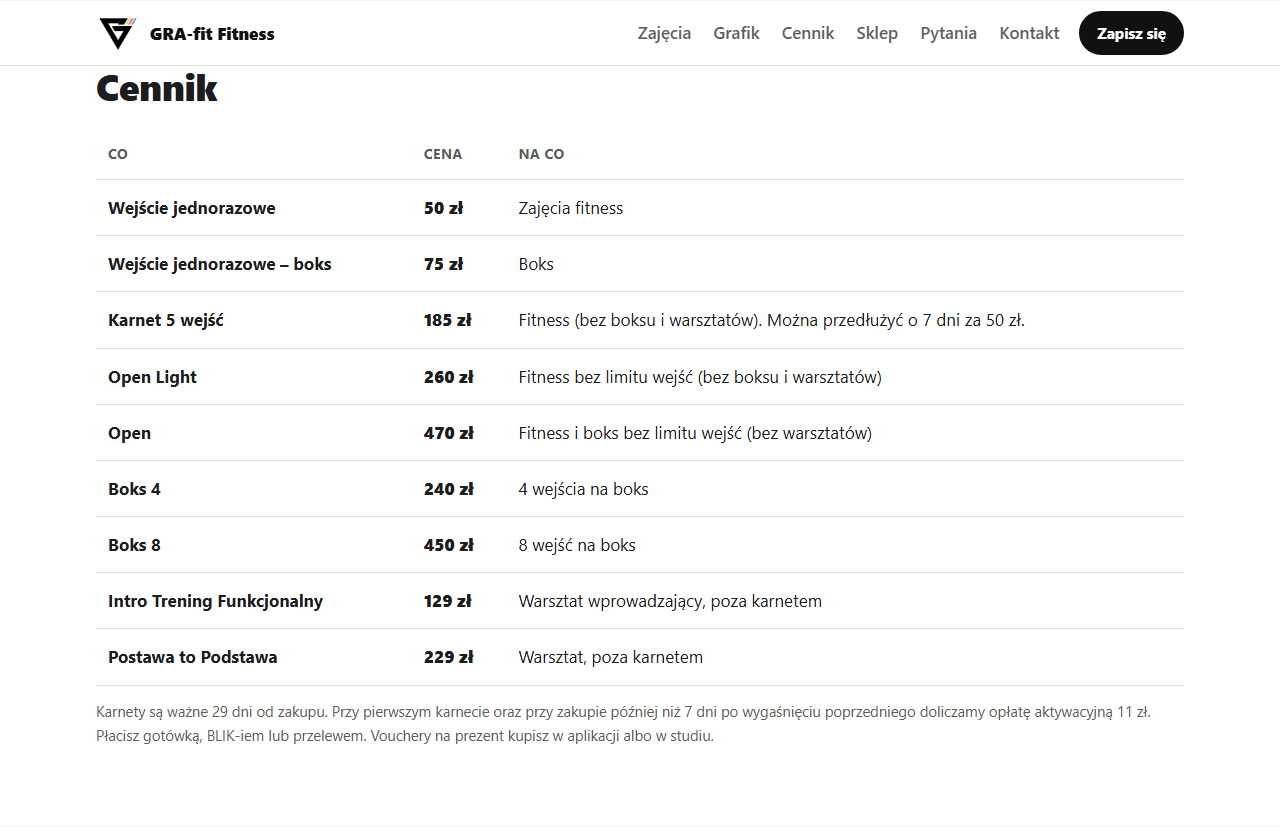 GRA-fit Fitness
Zajęcia Grafik Cennik Sklep Pytania Kontakt Zapisz się
Cennik
CO CENA NA CO
Wejście jednorazowe 50 zł Zajęcia fitness
Wejście jednorazowe – boks 75 zł Boks
Karnet 5 wejść 185 zł Fitness (bez boksu i warsztatów). Można przedłużyć o 7 dni za 50 zł.
Open Light 260 zł Fitness bez limitu wejść (bez boksu i warsztatów)
Open 470 zł Fitness i boks bez limitu wejść (bez warsztatów)
Boks 4 240 zł 4 wejścia na boks
Boks 8 450 zł 8 wejść na boks
Intro Trening Funkcjonalny 129 zł Warsztat wprowadzający, poza karnetem
Postawa to Podstawa 229 zł Warsztat, poza karnetem
Karnety są ważne 29 dni od zakupu. Przy pierwszym karnecie oraz przy zakupie później niż 7 dni po wygaśnięciu poprzedniego doliczamy opłatę aktywacyjną 11 zł.
Płacisz gotówką, BLIK-iem lub przelewem. Vouchery na prezent kupisz w aplikacji albo w studiu.